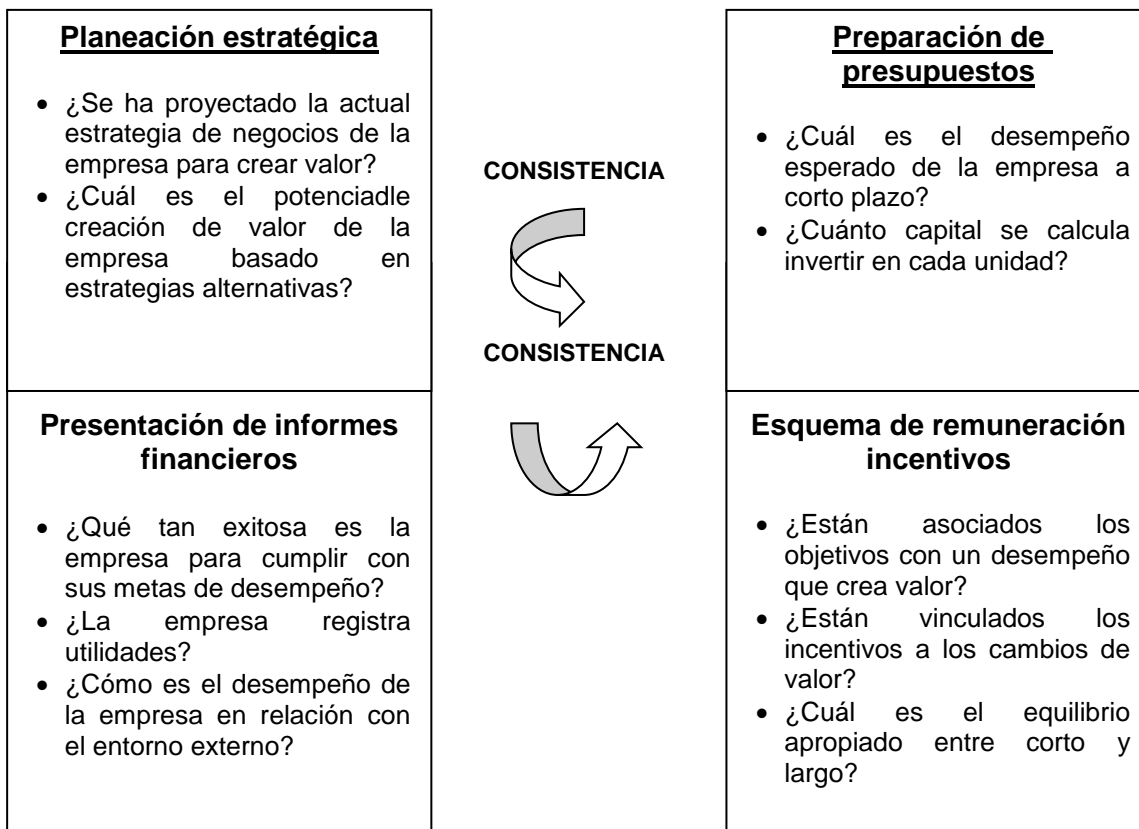 Planeación estratégica
• ¿Se ha proyectado la actual
estrategia de negocios de la
empresa para crear valor?
• ¿Cuál es el potenciadle
creación de valor de la
empresa basado en
estrategias alternativas?
CONSISTENCIA
CONSISTENCIA
Preparación de
presupuestos
• ¿Cuál es el desempeño
esperado de la empresa a
corto plazo?
• ¿Cuánto capital se calcula
invertir en cada unidad?
Presentación de informes
financieros
• ¿Qué tan exitosa es la
empresa para cumplir con
sus metas de desempeño?
• ¿La empresa registra
utilidades?
• ¿Cómo es el desempeño de
la empresa en relación con
el entorno externo?
Esquema de remuneración
incentivos
• ¿Están asociados los
objetivos con un desempeño
que crea valor?
• ¿Están vinculados los
incentivos a los cambios de
valor?
• ¿Cuál es el equilibrio
apropiado entre corto y
largo?